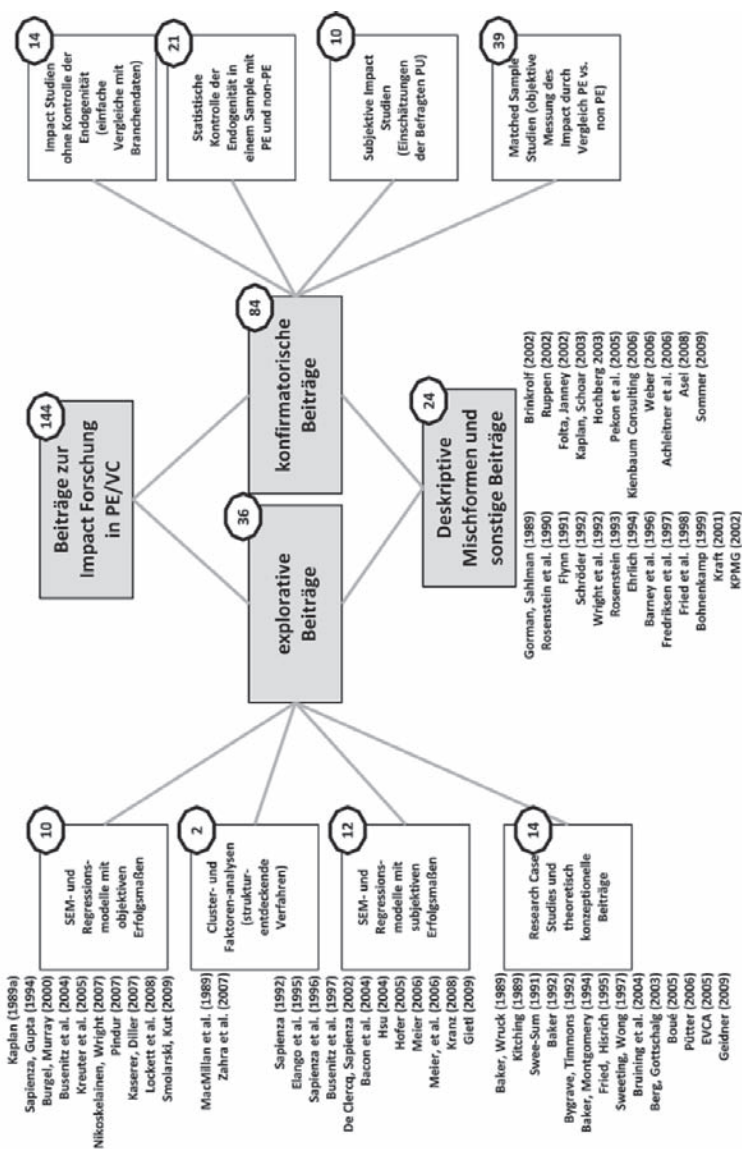 144
Beiträge zur
Impact Forschung
in PE/VC
36
explorative
Beiträge
84
konfirmatorische
Beiträge
24
Deskriptive
Mischformen und
sonstige Beiträge
Gorman, Sahlman (1989)
Rosenstein et al. (1990)
Flynn (1991)
Schröder (1992)
Wright et al. (1992)
Rosenstein (1993)
Ehrlich (1994)
Barney et al. (1996)
Fredriksen et al. (1997)
Fried et al. (1998)
Bohnenkamp (1999)
Kraft (2001)
KPMG (2002)
Brinkrolf (2002)
Ruppen (2002)
Folta, Janney (2002)
Kaplan, Schoar (2003)
Hochberg 2003)
Pekon et al. (2005)
Kienbaum Consulting (2006)
Weber (2006)
Achleitner et al. (2006)
Asel (2008)
Sommer (2009)
Kaplan (1989a)
Sapienza, Gupta (1994)
Burgel, Murray (2000)
Busenitz et al. (2004)
Kreuter et al. (2005)
Nikoskelainen, Wright (2007)
Pindur (2007)
Kaserer, Diller (2007)
Lockett et al. (2008)
Smolarski, Kut (2009)
10
SEM- und
Regressions-
modelle mit
objektiven
Erfolgsmaßen
MacMillan et al. (1989)
Zahra et al. (2007)
2
Cluster- und
Faktoren-analysen
(struktur-
entdeckende
Verfahren)
Sapienza (1992)
Elango et al. (1995)
Sapienza et al. (1996)
Busenitz et al. (1997)
De Clercq, Sapienza (2002)
Bacon et al. (2004)
Hsu (2004)
Hofer (2005)
Meier (2006)
Meier, et al. (2006)
Kranz (2008)
Gietl (2009)
12
SEM- und
Regressions-
modelle mit
subjektiven
Erfolgsmaßen
Baker, Wruck (1989)
Kitching (1989)
Swee-Sum (1991)
Baker (1992)
Bygrave, Timmons (1992)
Baker, Montgomery (1994)
Fried, Hisrich (1995)
Sweeting, Wong (1997)
Bruining et al. (2004)
Berg, Gottschalg (2003)
Boué (2005)
Pütter (2006)
EVCA (2005)
Geidner (2009)
14
Research Case
Studies und
theoretisch
konzeptionelle
Beiträge
14
Impact Studien
ohne Kontrolle der
Endogenität
(einfache
Vergleiche mit
Branchendaten)
21
Statistische
Kontrolle der
Endogenität in
einem Sample mit
PE und non-PE
10
Subjektive Impact
Studien
(Einschätzungen
der Befragten PU)
39
Matched Sample
Studien (objektive
Messung des
Impact durch
Vergleich PE vs.
non PE)